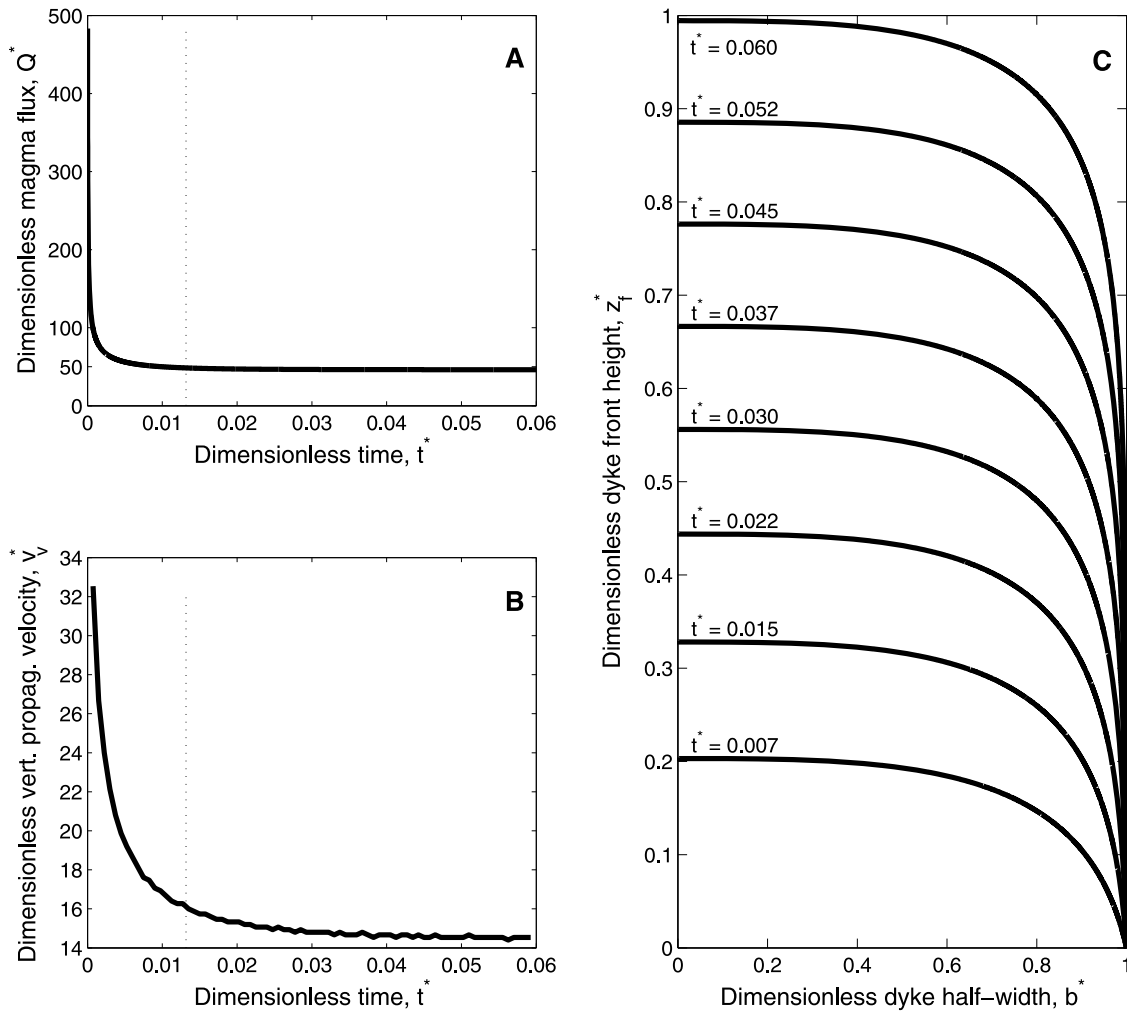 A
Dimensionless magma flux, Q*
500
400
300
200
100
50
0
0 0.01 0.02 0.03 0.04 0.05 0.06
Dimensionless time, t*
B
Dimensionless vert. propag. velocity, v*v
34
32
30
28
26
24
22
20
18
16
14
0 0.01 0.02 0.03 0.04 0.05 0.06
Dimensionless time, t*
C
Dimensionless dyke front height, z*f
1
0.9
0.8
0.7
0.6
0.5
0.4
0.3
0.2
0.1
0
t* = 0.060
t* = 0.052
t* = 0.045
t* = 0.037
t* = 0.030
t* = 0.022
t* = 0.015
t* = 0.007
0 0.2 0.4 0.6 0.8 1
Dimensionless dyke half-width, b*